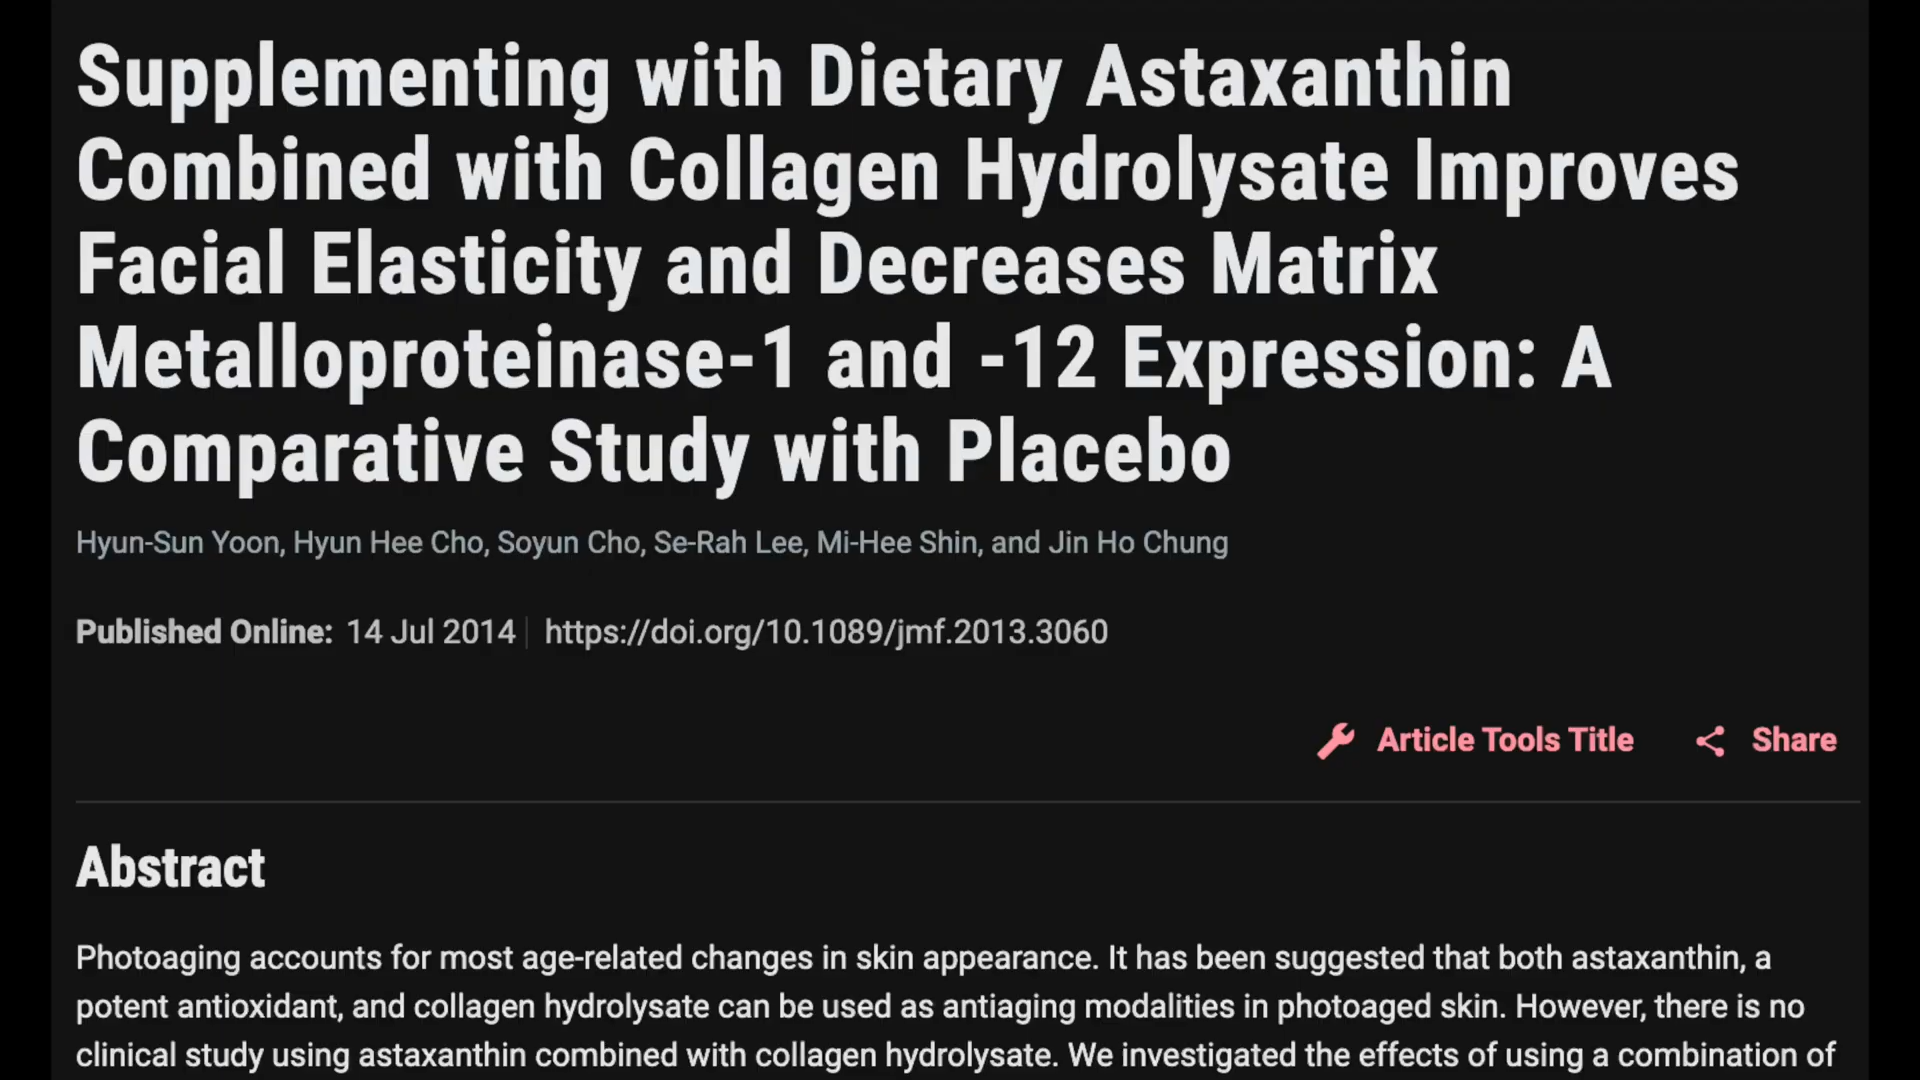 Supplementing with Dietary Astaxanthin
Combined with Collagen Hydrolysate Improves
Facial Elasticity and Decreases Matrix
Metalloproteinase-1 and -12 Expression: A
Comparative Study with Placebo
Hyun-Sun Yoon, Hyun Hee Cho, Soyun Cho, Se-Rah Lee, Mi-Hee Shin, and Jin Ho Chung
Published Online: 14 Jul 2014 https://doi.org/10.1089/jmf.2013.3060
Article Tools Title Share
Abstract
Photoaging accounts for most age-related changes in skin appearance. It has been suggested that both astaxanthin, a
potent antioxidant, and collagen hydrolysate can be used as antiaging modalities in photoaged skin. However, there is no
clinical study using astaxanthin combined with collagen hydrolysate. We investigated the effects of using a combination of